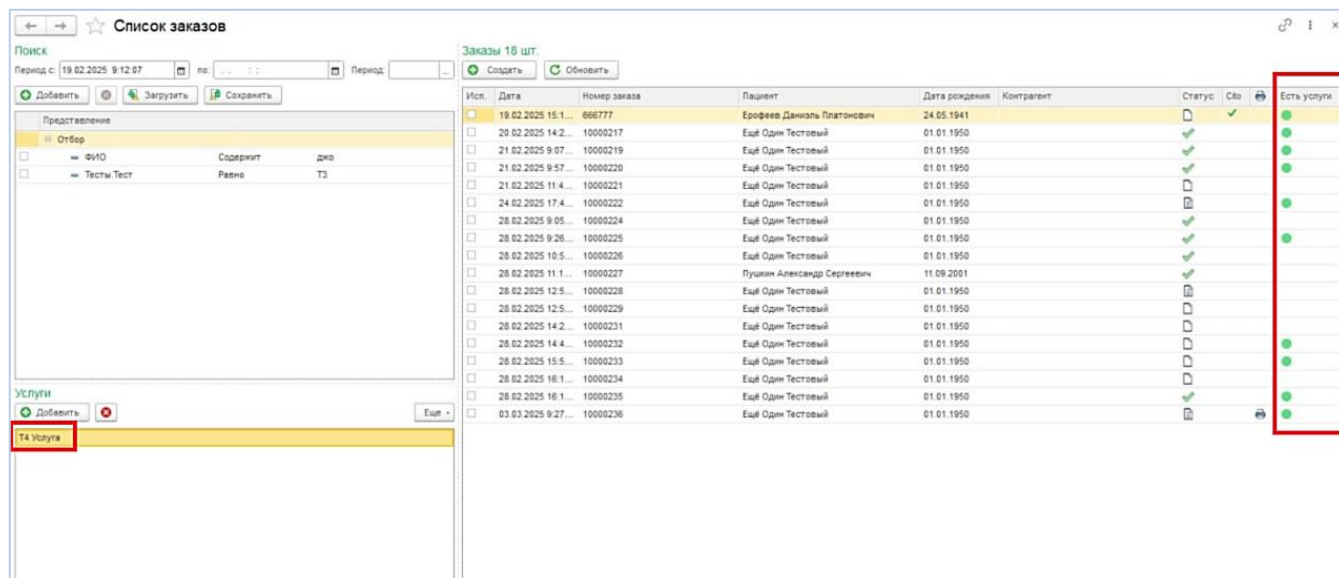 Список заказов
Поиск
Период с: 19.02.2025 9:12:07 по: . . : : Период: ...
Добавить Загрузить Сохранить
Представление
Отбор
ФИО Содержит джо
Тесты.Тест Равно Т3
Услуги
Добавить Еще
Т4 Услуга
Заказы 18 шт.
Создать Обновить
Исп. Дата Номер заказа Пациент Дата рождения Контрагент Статус Cito Есть услуги
19.02.2025 15:1... 666777 Ерофеев Даниэль Платонович 24.05.1941
20.02.2025 14:2... 10000217 Ещё Один Тестовый 01.01.1950
21.02.2025 9:07... 10000219 Ещё Один Тестовый 01.01.1950
21.02.2025 9:57... 10000220 Ещё Один Тестовый 01.01.1950
21.02.2025 11:4... 10000221 Ещё Один Тестовый 01.01.1950
24.02.2025 17:4... 10000222 Ещё Один Тестовый 01.01.1950
28.02.2025 9:05... 10000224 Ещё Один Тестовый 01.01.1950
28.02.2025 9:26... 10000225 Ещё Один Тестовый 01.01.1950
28.02.2025 10:5... 10000226 Ещё Один Тестовый 01.01.1950
28.02.2025 11:1... 10000227 Пушкин Александр Сергеевич 11.09.2001
28.02.2025 12:5... 10000228 Ещё Один Тестовый 01.01.1950
28.02.2025 12:5... 10000229 Ещё Один Тестовый 01.01.1950
28.02.2025 14:2... 10000231 Ещё Один Тестовый 01.01.1950
28.02.2025 14:4... 10000232 Ещё Один Тестовый 01.01.1950
28.02.2025 15:5... 10000233 Ещё Один Тестовый 01.01.1950
28.02.2025 16:1... 10000234 Ещё Один Тестовый 01.01.1950
28.02.2025 16:1... 10000235 Ещё Один Тестовый 01.01.1950
03.03.2025 9:27... 10000236 Ещё Один Тестовый 01.01.1950